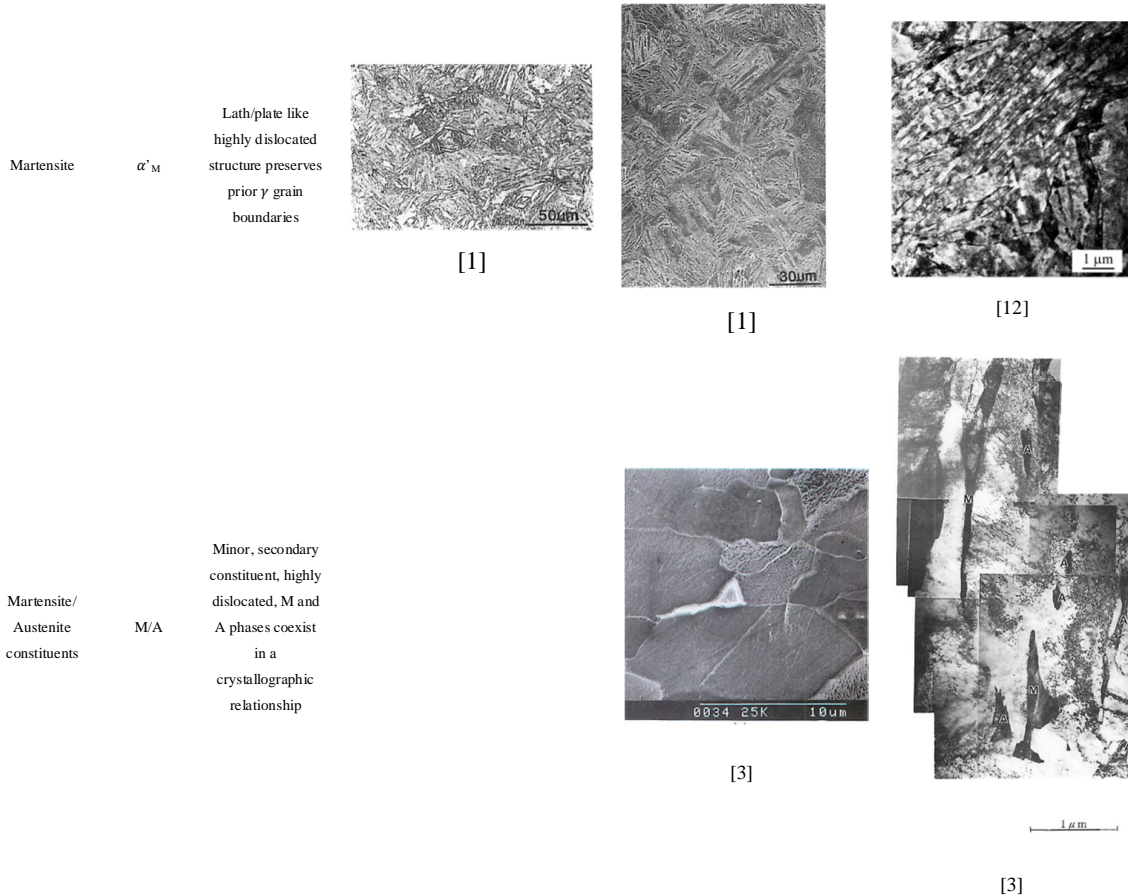 Martensite
α’M
Lath/plate like
highly dislocated
structure preserves
prior γ grain
boundaries
50μm
[1]
30μm
[1]
1 μm
[12]
Martensite/
Austenite
constituents
M/A
Minor, secondary
constituent, highly
dislocated, M and
A phases coexist
in a
crystallographic
relationship
0034 25K 10μm
[3]
A
M
A
A
A
M
A
1 μm
[3]